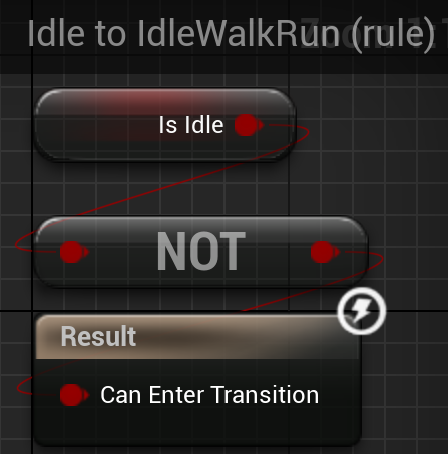 Idle to IdleWalkRun (rule)
Is Idle
NOT
Result
Can Enter Transition